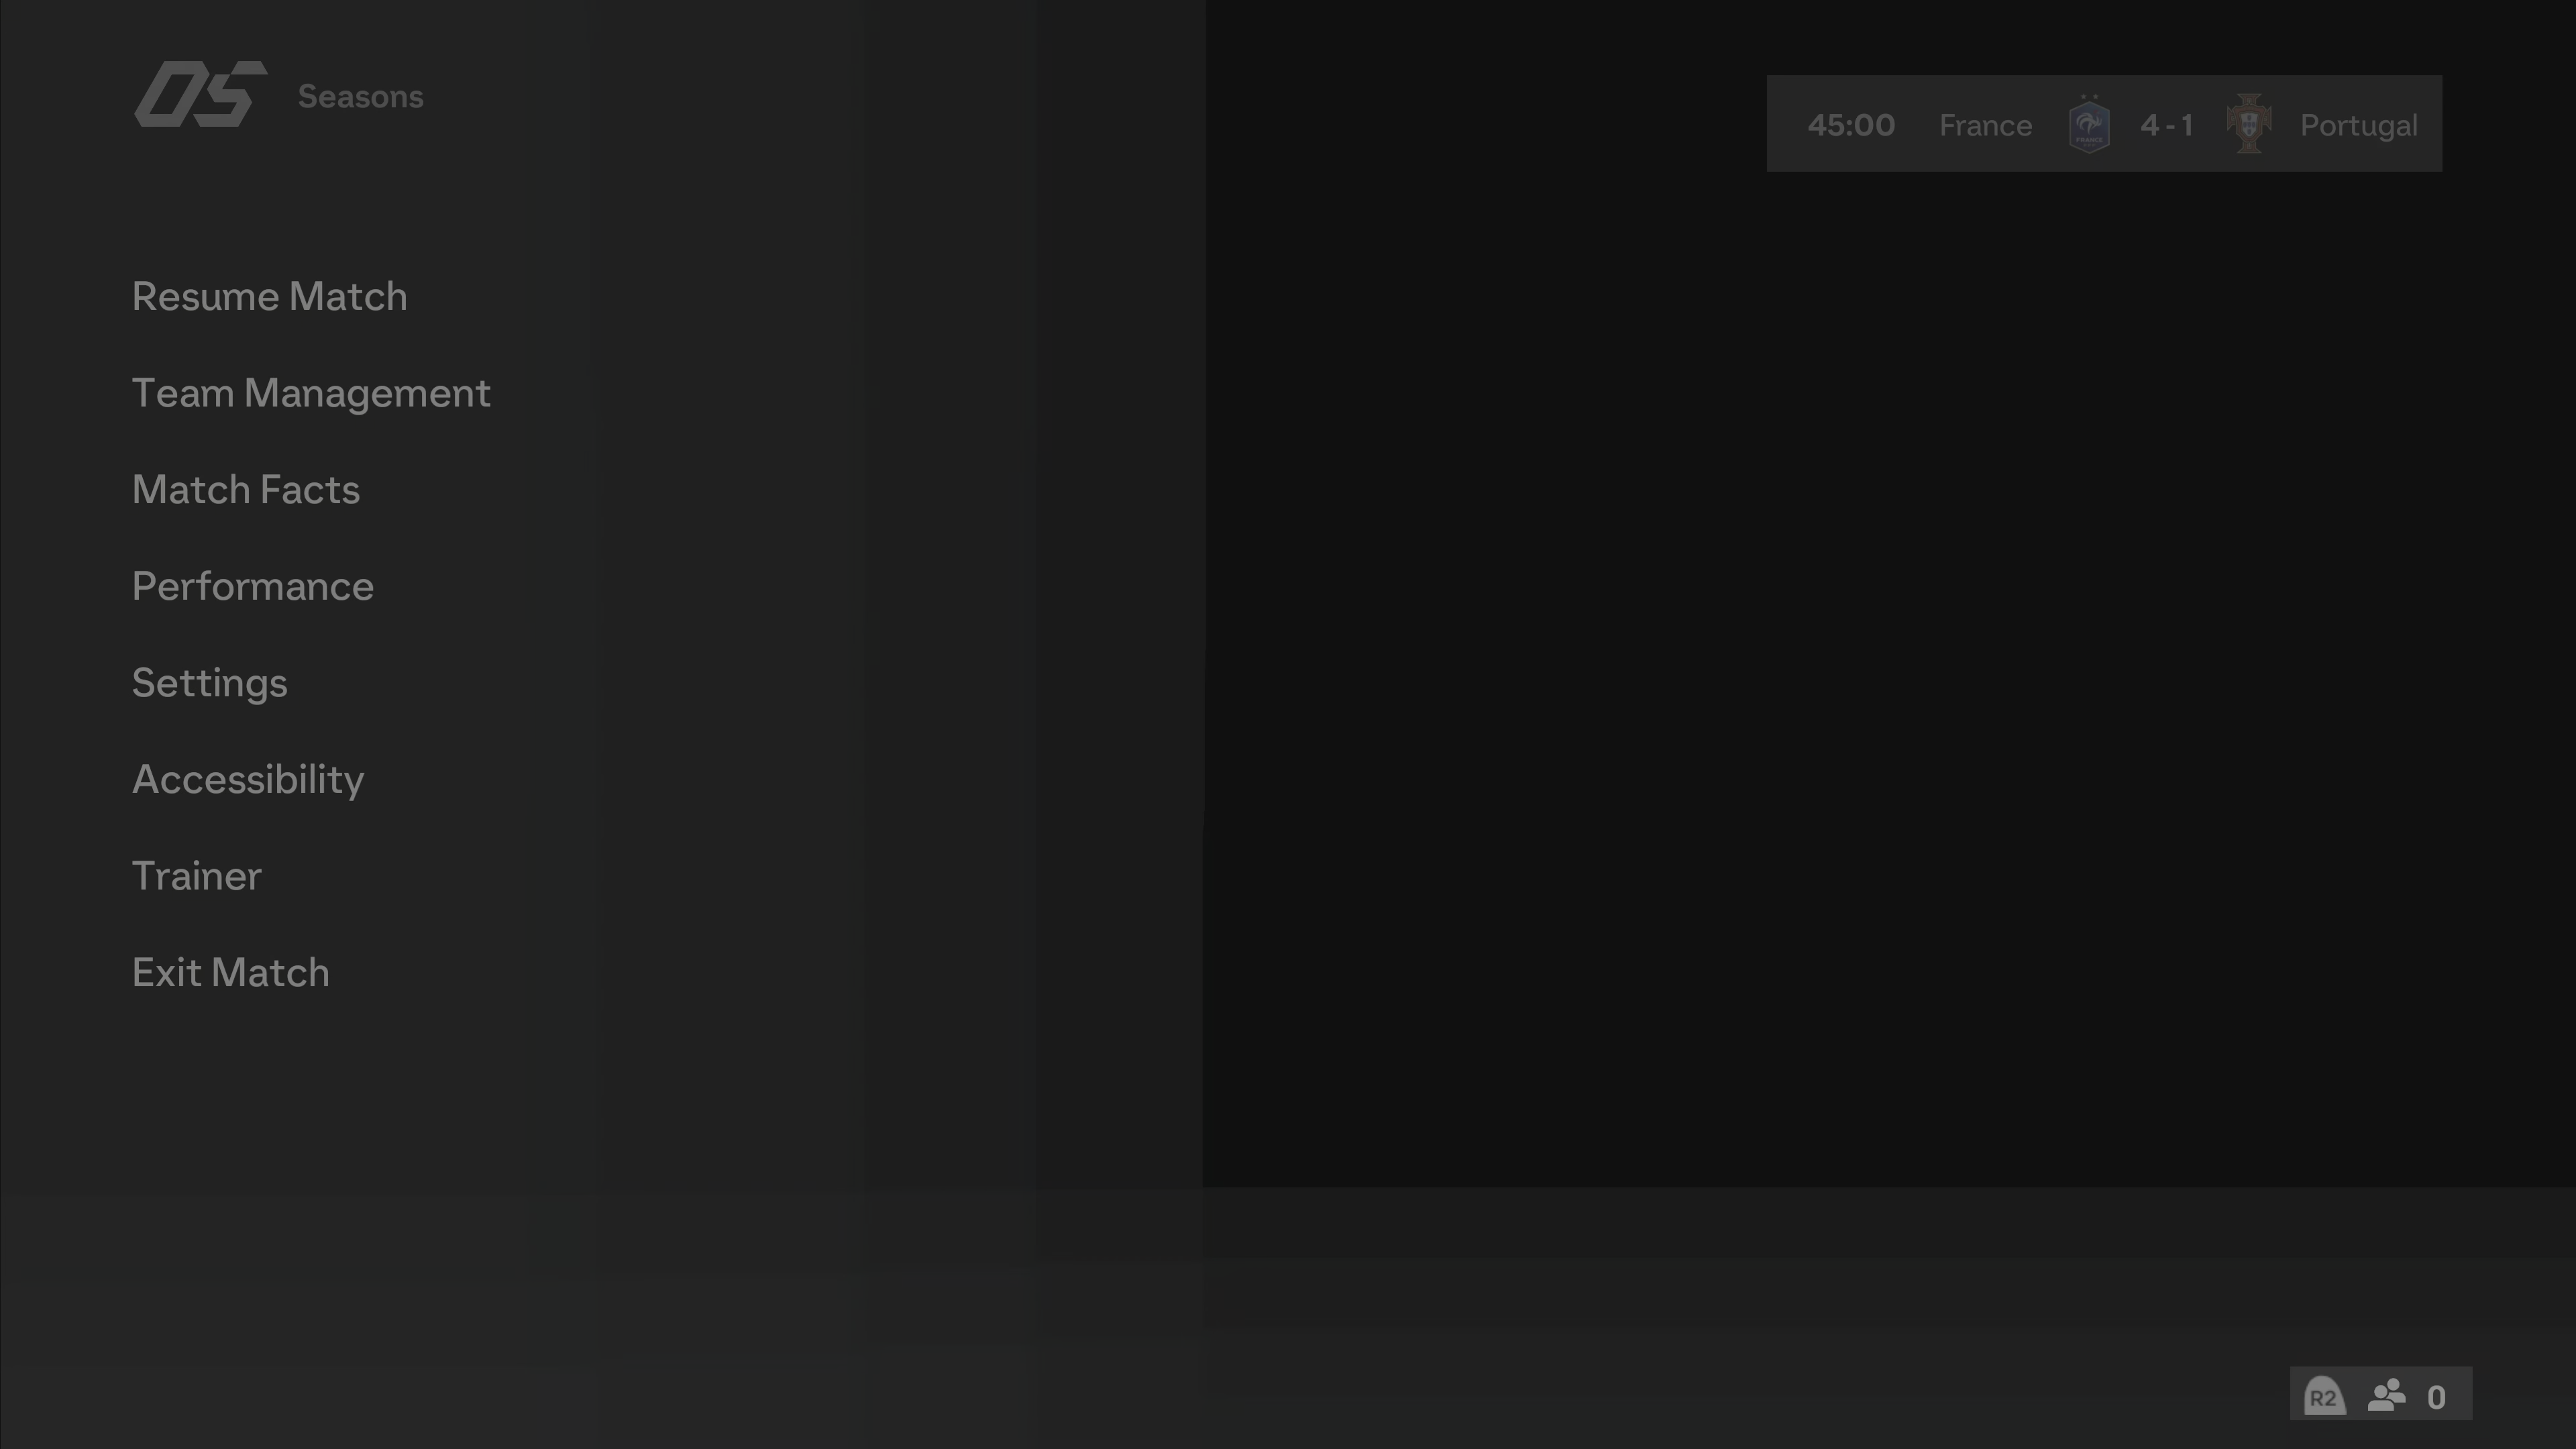 OS Seasons
45:00 France FRANCE 4 - 1 Portugal
Resume Match
Team Management
Match Facts
Performance
Settings
Accessibility
Trainer
Exit Match
R2 0